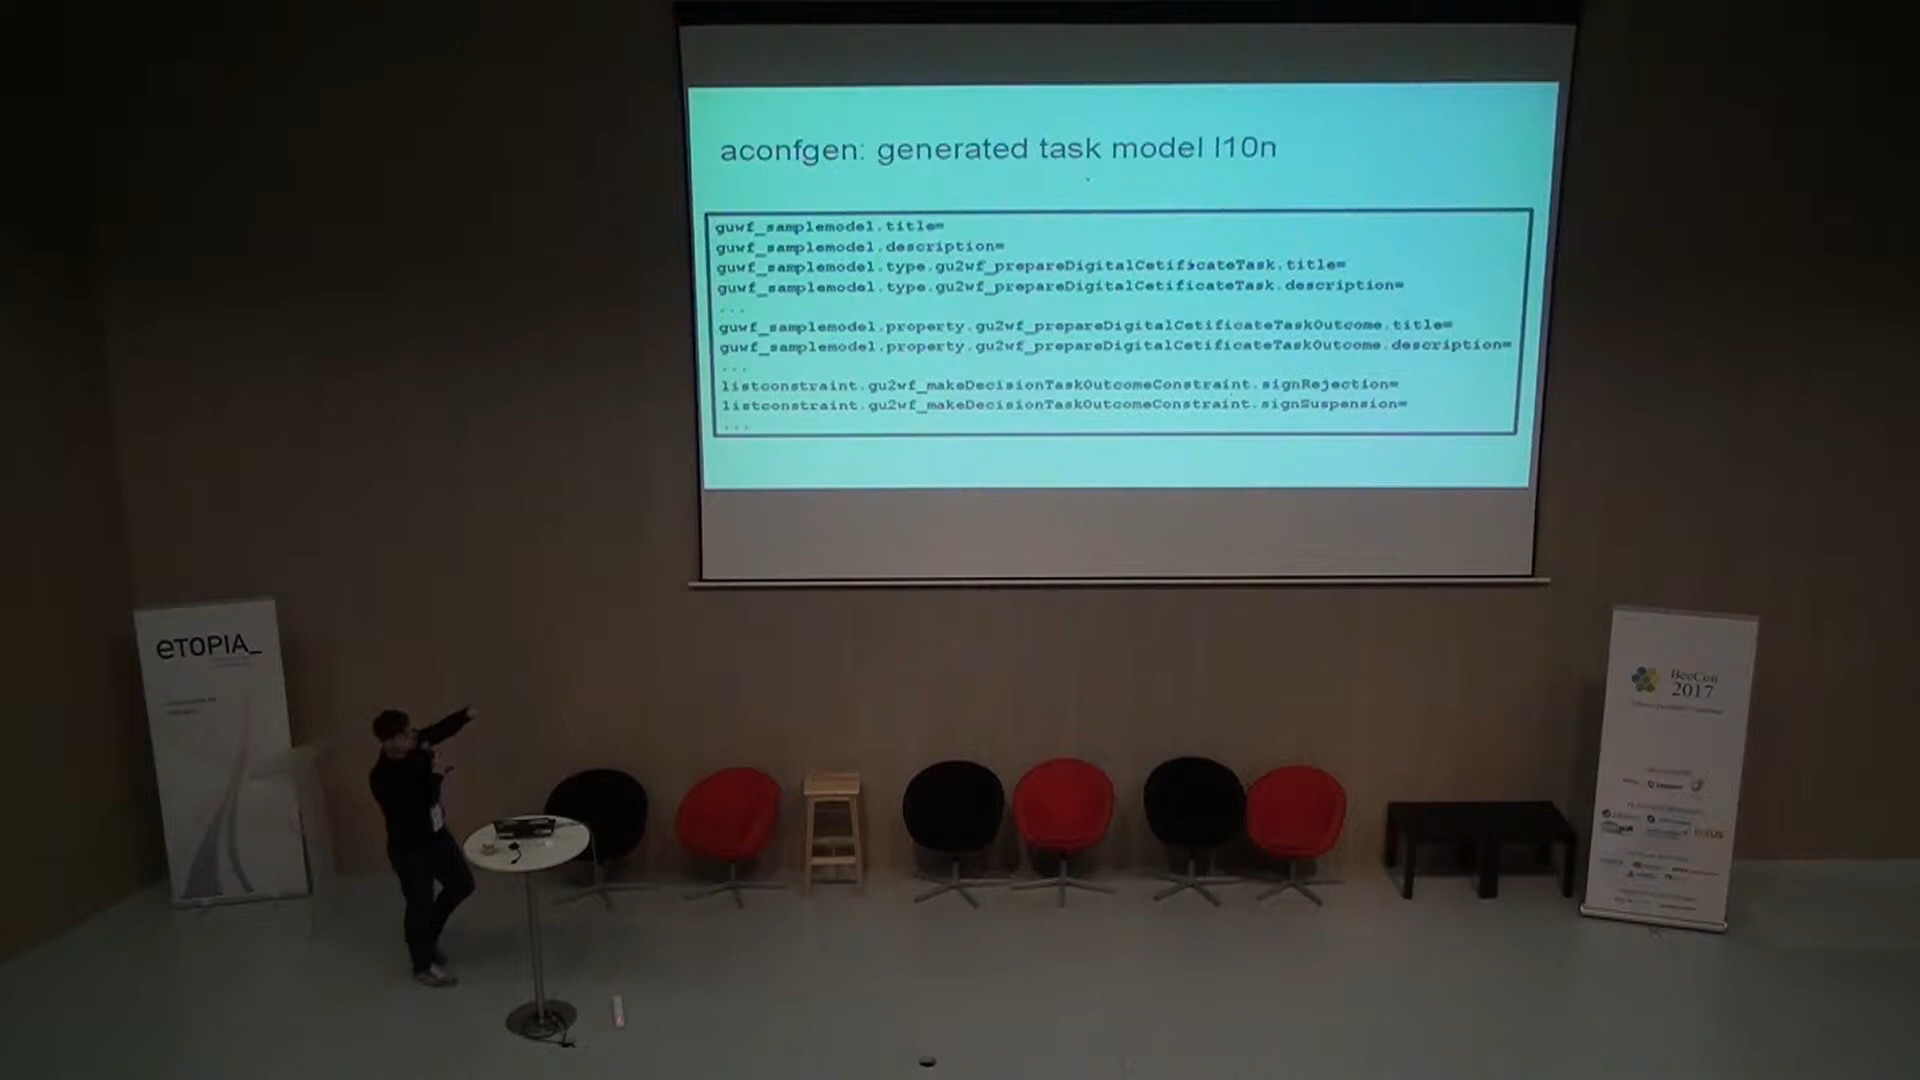 aconfgen: generated task model l10n
guwf_samplemodel.title=
guwf_samplemodel.description=
guwf_samplemodel.type.gu2wf_prepareDigitalCetificateTask.title=
guwf_samplemodel.type.gu2wf_prepareDigitalCetificateTask.description=
...
guwf_samplemodel.property.gu2wf_prepareDigitalCetificateTaskOutcome.title=
guwf_samplemodel.property.gu2wf_prepareDigitalCetificateTaskOutcome.description=
...
listconstraint.gu2wf_makeDecisionTaskOutcomeConstraint.signRejection=
listconstraint.gu2wf_makeDecisionTaskOutcomeConstraint.signSuspension=
...
eTOPIA_
BeeCon
2017